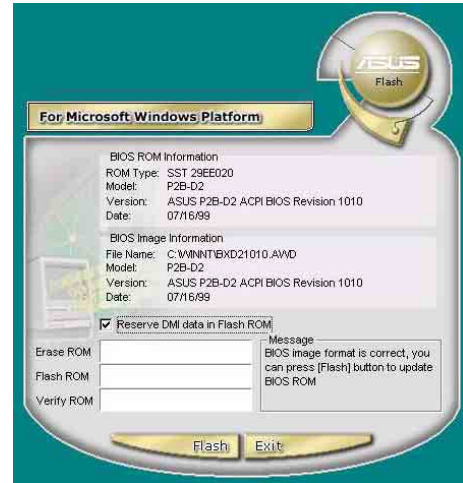 ASUS
Flash
For Microsoft Windows Platform
BIOS ROM Information
ROM Type: SST 29EE020
Model: P2B-D2
Version: ASUS P2B-D2 ACPI BIOS Revision 1010
Date: 07/16/99
BIOS Image Information
File Name: C:\WINNT\BXD21010.AWD
Model: P2B-D2
Version: ASUS P2B-D2 ACPI BIOS Revision 1010
Date: 07/16/99
Reserve DMI data in Flash ROM
Erase ROM
Flash ROM
Verify ROM
Message
BIOS image format is correct, you
can press [Flash] button to update
BIOS ROM
Flash Exit